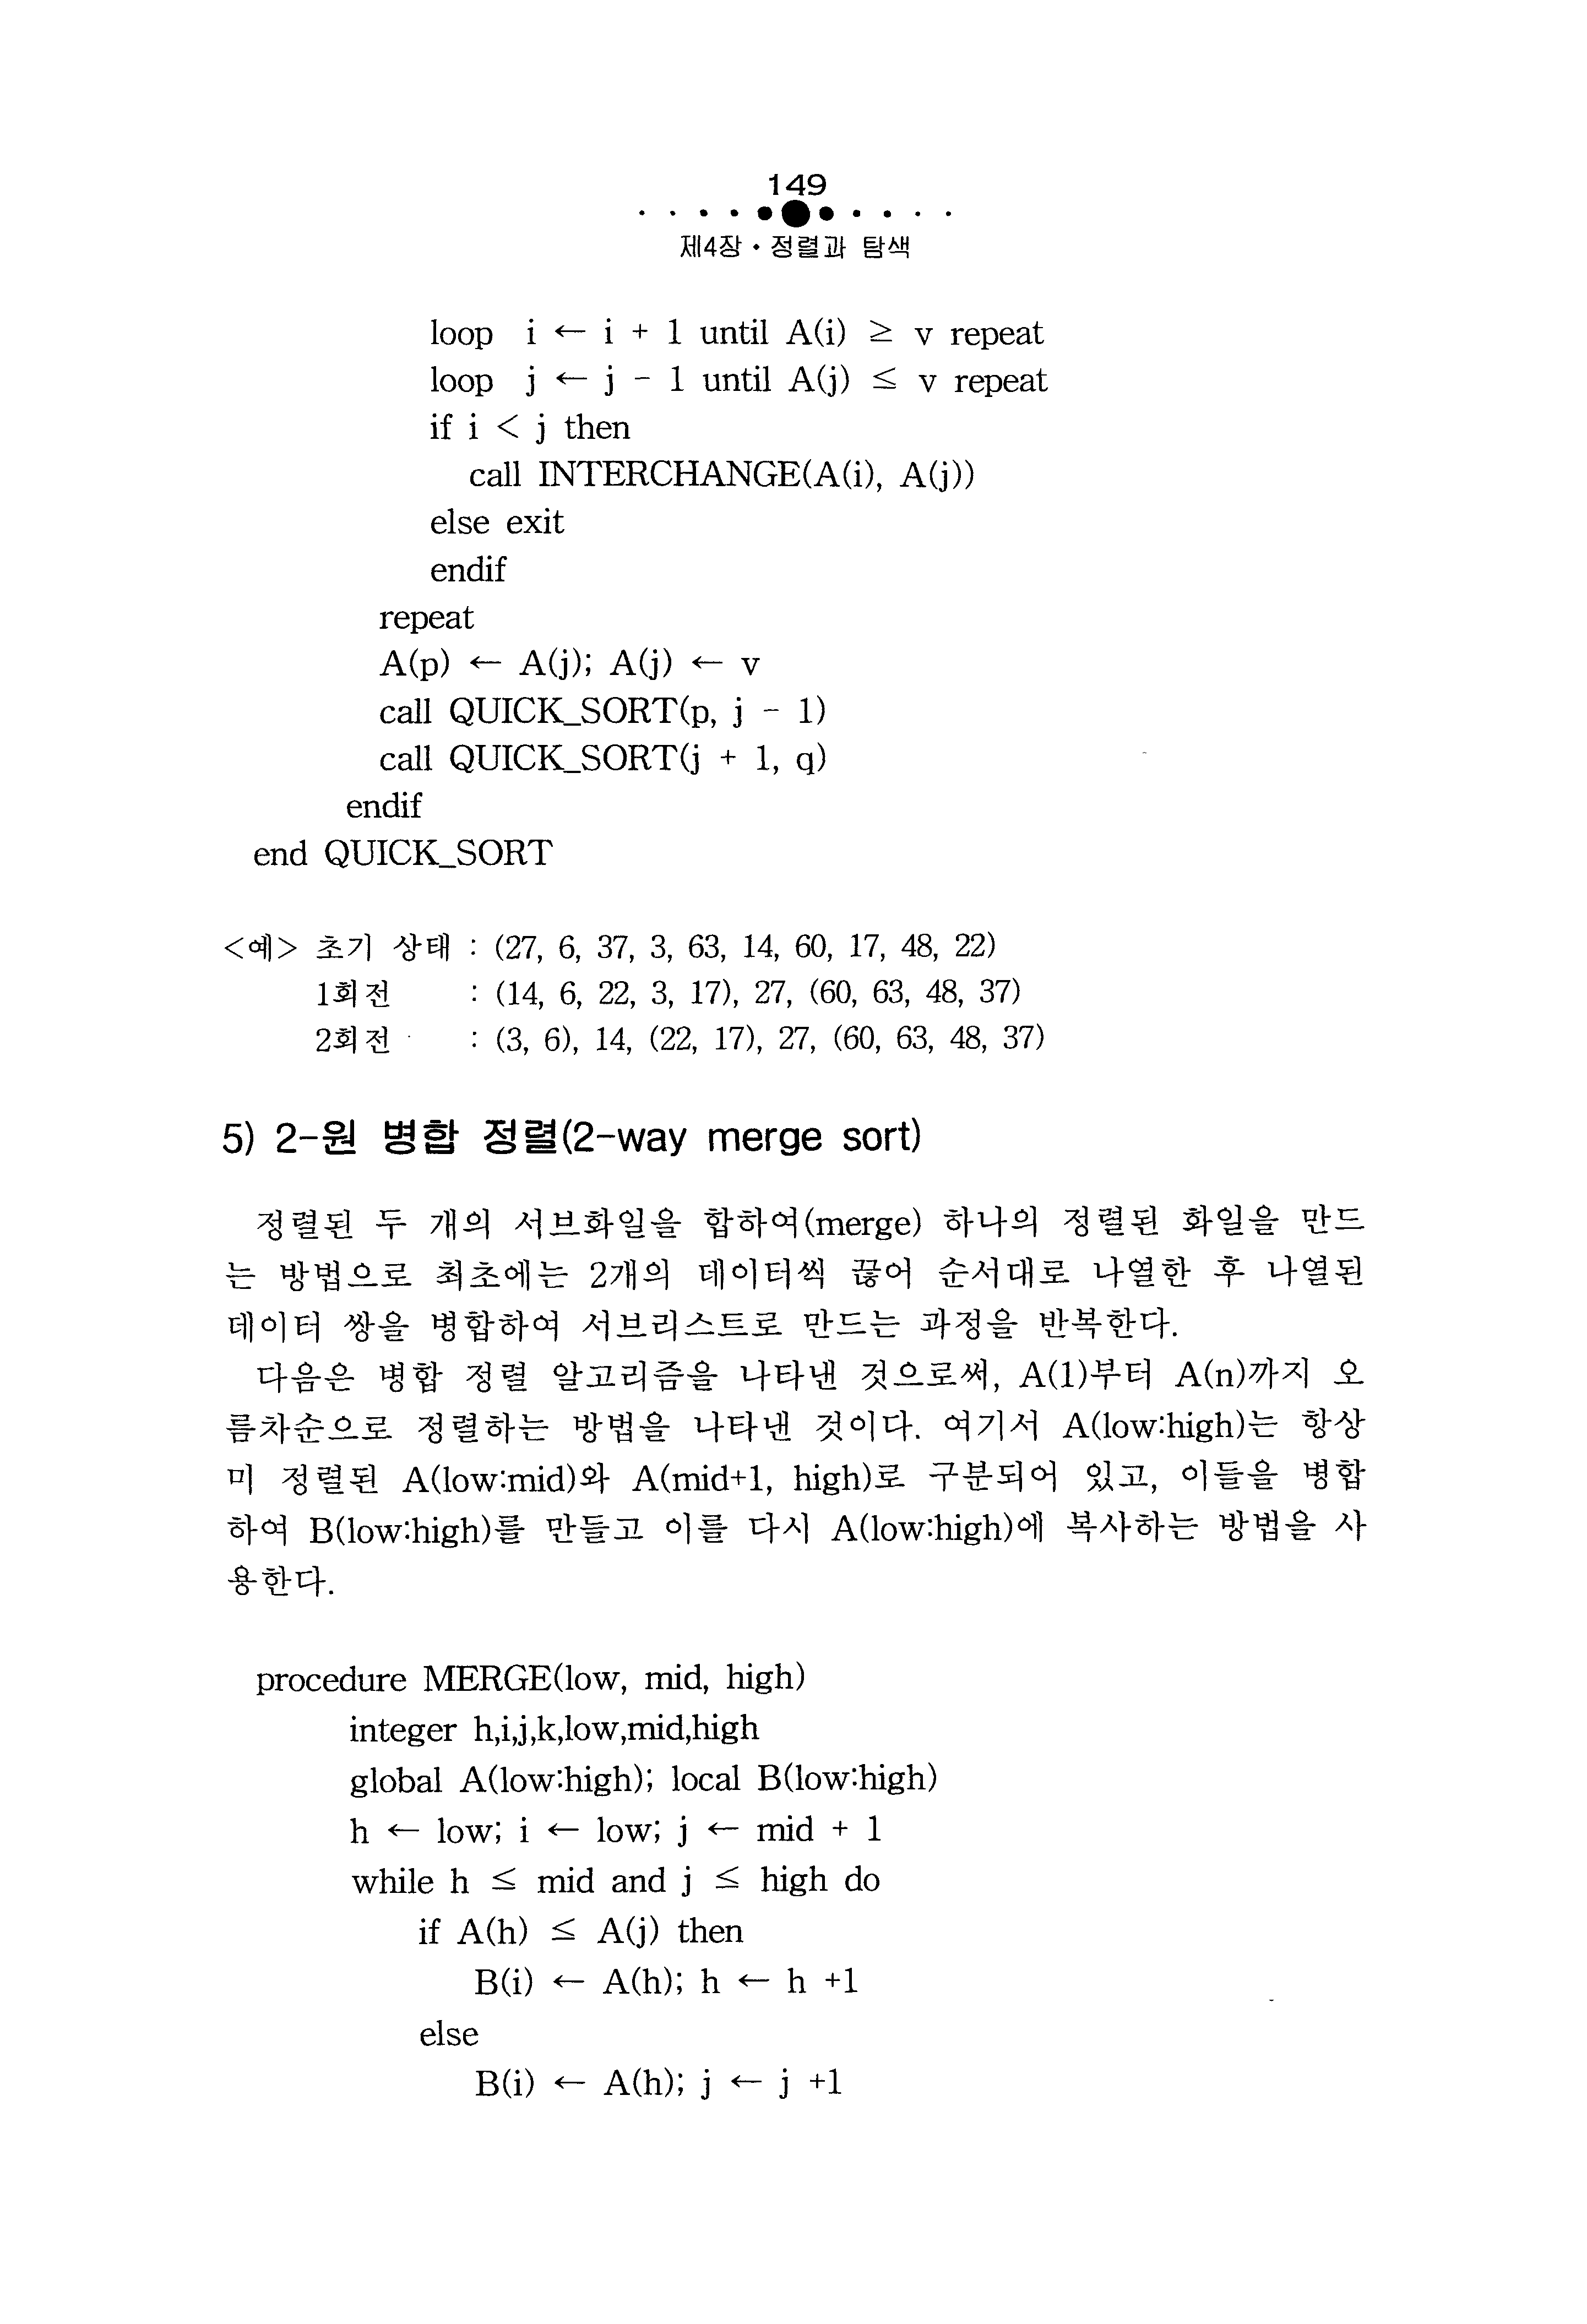 149
제4장 • 정렬과 탐색
loop i ← i + 1 until A(i) ≥ v repeat
loop j ← j - 1 until A(j) ≤ v repeat
if i < j then
call INTERCHANGE(A(i), A(j))
else exit
endif
repeat
A(p) ← A(j); A(j) ← v
call QUICK_SORT(p, j - 1)
call QUICK_SORT(j + 1, q)
endif
end QUICK_SORT
<예> 초기 상태 : (27, 6, 37, 3, 63, 14, 60, 17, 48, 22)
1회전 : (14, 6, 22, 3, 17), 27, (60, 63, 48, 37)
2회전 : (3, 6), 14, (22, 17), 27, (60, 63, 48, 37)
5) 2-원 병합 정렬(2-way merge sort)
정렬된 두 개의 서브화일을 합하여(merge) 하나의 정렬된 화일을 만드
는 방법으로 최초에는 2개의 데이터씩 끊어 순서대로 나열한 후 나열된
데이터 쌍을 병합하여 서브리스트로 만드는 과정을 반복한다.
다음은 병합 정렬 알고리즘을 나타낸 것으로써, A(1)부터 A(n)까지 오
름차순으로 정렬하는 방법을 나타낸 것이다. 여기서 A(low:high)는 항상
미 정렬된 A(low:mid)와 A(mid+1, high)로 구분되어 있고, 이들을 병합
하여 B(low:high)를 만들고 이를 다시 A(low:high)에 복사하는 방법을 사
용한다.
procedure MERGE(low, mid, high)
integer h,i,j,k,low,mid,high
global A(low:high); local B(low:high)
h ← low; i ← low; j ← mid + 1
while h ≤ mid and j ≤ high do
if A(h) ≤ A(j) then
B(i) ← A(h); h ← h +1
else
B(i) ← A(h); j ← j +1